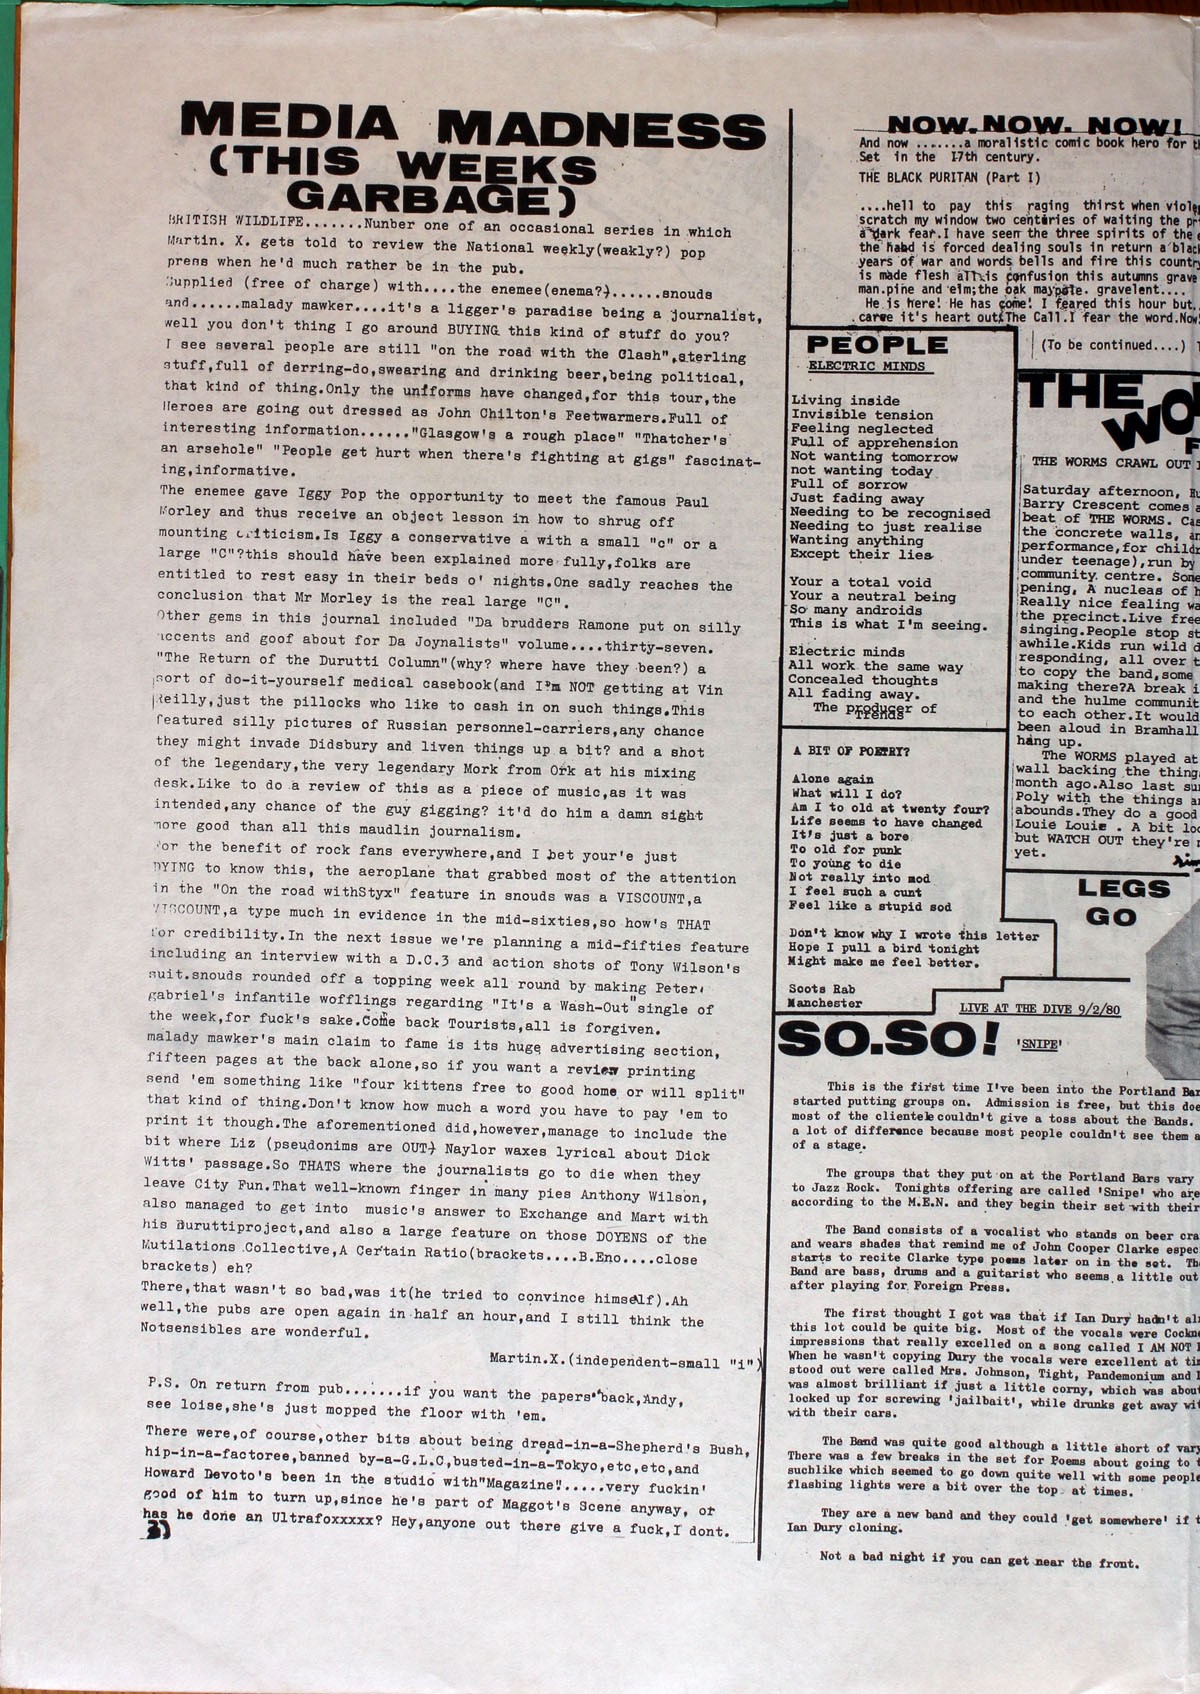 MEDIA MADNESS
(THIS WEEKS
GARBAGE)
BRITISH WILDLIFE.......Nunber one of an occasional series in which
Martin. X. gets told to review the National weekly(weakly?) pop
prens when he'd much rather be in the pub.
Supplied (free of charge) with....the enemee(enema?)......snouds
and......malady mawker....it's a ligger's paradise being a journalist,
well you don't thing I go around BUYING this kind of stuff do you?
I see several people are still "on the road with the Clash",sterling
stuff,full of derring-do,swearing and drinking beer,being political,
that kind of thing.Only the uniforms have changed,for this tour,the
Heroes are going out dressed as John Chilton's Feetwarmers.Full of
interesting information......"Glasgow's a rough place" "Thatcher's
an arsehole" "People get hurt when there's fighting at gigs" fascinat-
ing,informative.
The enemee gave Iggy Pop the opportunity to meet the famous Paul
Morley and thus receive an object lesson in how to shrug off
mounting criticism.Is Iggy a conservative a with a small "c" or a
large "C"?this should have been explained more fully,folks are
entitled to rest easy in their beds o' nights.One sadly reaches the
conclusion that Mr Morley is the real large "C".
Other gems in this journal included "Da brudders Ramone put on silly
accents and goof about for Da Joynalists" volume....thirty-seven.
"The Return of the Durutti Column"(why? where have they been?) a
sort of do-it-yourself medical casebook(and I'm NOT getting at Vin
Reilly,just the pillocks who like to cash in on such things.This
featured silly pictures of Russian personnel-carriers,any chance
they might invade Didsbury and liven things up a bit? and a shot
of the legendary,the very legendary Mork from Ork at his mixing
desk.Like to do a review of this as a piece of music,as it was
intended,any chance of the guy gigging? it'd do him a damn sight
more good than all this maudlin journalism.
For the benefit of rock fans everywhere,and I bet your'e just
DYING to know this, the aeroplane that grabbed most of the attention
in the "On the road withStyx" feature in snouds was a VISCOUNT,a
VISCOUNT,a type much in evidence in the mid-sixties,so how's THAT
for credibility.In the next issue we're planning a mid-fifties feature
including an interview with a D.C.3 and action shots of Tony Wilson's
suit.snouds rounded off a topping week all round by making Peter
gabriel's infantile wofflings regarding "It's a Wash-Out"single of
the week,for fuck's sake.Come back Tourists,all is forgiven.
malady mawker's main claim to fame is its huge advertising section,
fifteen pages at the back alone,so if you want a review printing
send 'em something like "four kittens free to good home or will split"
that kind of thing.Don't know how much a word you have to pay 'em to
print it though.The aforementioned did,however,manage to include the
bit where Liz (pseudonims are OUT) Naylor waxes lyrical about Dick
Witts' passage.So THATS where the journalists go to die when they
leave City Fun.That well-known finger in many pies Anthony Wilson,
also managed to get into music's answer to Exchange and Mart with
his Duruttiproject,and also a large feature on those DOYENS of the
Mutilations Collective,A Certain Ratio(brackets....B.Eno....close
brackets) eh?
There,that wasn't so bad,was it(he tried to convince himself).Ah
well,the pubs are open again in half an hour,and I still think the
Notsensibles are wonderful.
Martin.X.(independent-small "i")
P.S. On return from pub.......if you want the papers back,Andy,
see loise,she's just mopped the floor with 'em.
There were,of course,other bits about being dread-in-a-Shepherd's Bush,
hip-in-a-factoree,banned by-a-G.L.C,busted-in-a-Tokyo,etc,etc,and
Howard Devoto's been in the studio with"Magazine".....very fuckin'
good of him to turn up,since he's part of Maggot's Scene anyway, or
has he done an Ultrafoxxxxx? Hey,anyone out there give a fuck,I dont.
3)
NOW. NOW. NOW!
And now .......a moralistic comic book hero for
Set in the 17th century.
THE BLACK PURITAN (Part I)
....hell to pay this raging thirst when
scratch my window two centuries of waiting the
a dark fear.I have seen the three spirits of the
the hand is forced dealing souls in return a
years of war and words bells and fire this
is made flesh all is confusion this autumns grave
man.pine and elm;the oak maypole. gravelent....
He is here! He has come! I feared this hour but
carve it's heart out.The Call.I fear the word.Now
(To be continued....)
PEOPLE
ELECTRIC MINDS
Living inside
Invisible tension
Feeling neglected
Full of apprehension
Not wanting tomorrow
not wanting today
Full of sorrow
Just fading away
Needing to be recognised
Needing to just realise
Wanting anything
Except their lies
Your a total void
Your a neutral being
So many androids
This is what I'm seeing.
Electric minds
All work the same way
Concealed thoughts
All fading away.
The producer of
Trends
A BIT OF POETRY?
Alone again
What will I do?
Am I to old at twenty four?
Life seems to have changed
It's just a bore
To old for punk
To young to die
Not really into mod
I feel such a cunt
Feel like a stupid sod
Don't know why I wrote this letter
Hope I pull a bird tonight
Might make me feel better.
Scots Rab
Manchester
THE
WO
THE WORMS CRAWL OUT
Saturday afternoon,
Barry Crescent comes
beat of THE WORMS.
the concrete walls,
performance,for
under teenage),run by
community centre.
pening, A nucleas of
Really nice fealing
the precinct.Live
singing.People stop
awhile.Kids run wild
responding, all over
to copy the band,some
making there?A break
and the hulme
to each other.It would
been aloud in Bramhall
hang up.
The WORMS played at
wall backing the
month ago.Also last
Poly with the things
abounds.They do a good
Louie Louie . A bit
but WATCH OUT they're
yet.
LEGS
GO
LIVE AT THE DIVE 9/2/80
SO.SO!
'SNIPE'
This is the first time I've been into the Portland
started putting groups on. Admission is free, but this
most of the clientele couldn't give a toss about the Bands.
a lot of difference because most people couldn't see them
of a stage.
The groups that they put on at the Portland Bars vary
to Jazz Rock. Tonights offering are called 'Snipe' who are
according to the M.E.N. and they begin their set with their
The Band consists of a vocalist who stands on beer
and wears shades that remind me of John Cooper Clarke
starts to recite Clarke type poems later on in the set.
Band are bass, drums and a guitarist who seems a little out
after playing for Foreign Press.
The first thought I got was that if Ian Dury hadn't
this lot could be quite big. Most of the vocals were
impressions that really excelled on a song called I AM NOT
When he wasn't copying Dury the vocals were excellent at
stood out were called Mrs. Johnson, Tight, Pandemonium and
was almost brilliant if just a little corny, which was about
locked up for screwing 'jailbait', while drunks get away
with their cars.
The Band was quite good although a little short of
There was a few breaks in the set for Poems about going to
suchlike which seemed to go down quite well with some people
flashing lights were a bit over the top at times.
They are a new band and they could 'get somewhere' if
Ian Dury cloning.
Not a bad night if you can get near the front.